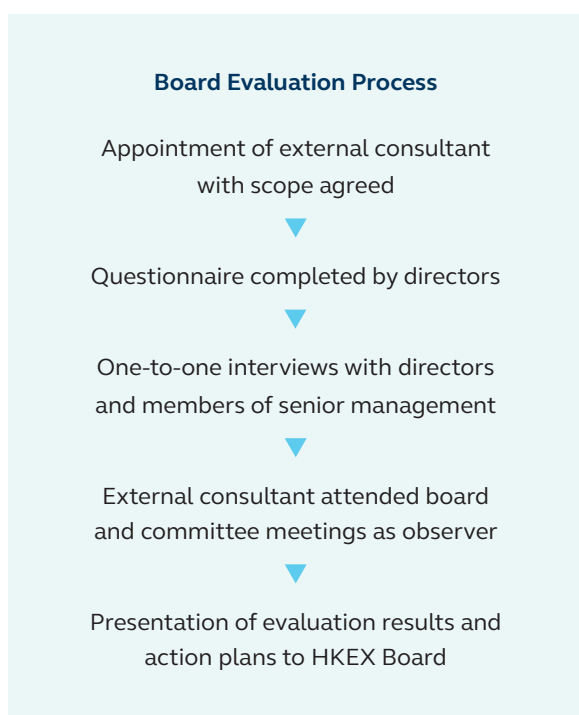 Board Evaluation Process
Appointment of external consultant
with scope agreed
Questionnaire completed by directors
One-to-one interviews with directors
and members of senior management
External consultant attended board
and committee meetings as observer
Presentation of evaluation results and
action plans to HKEX Board